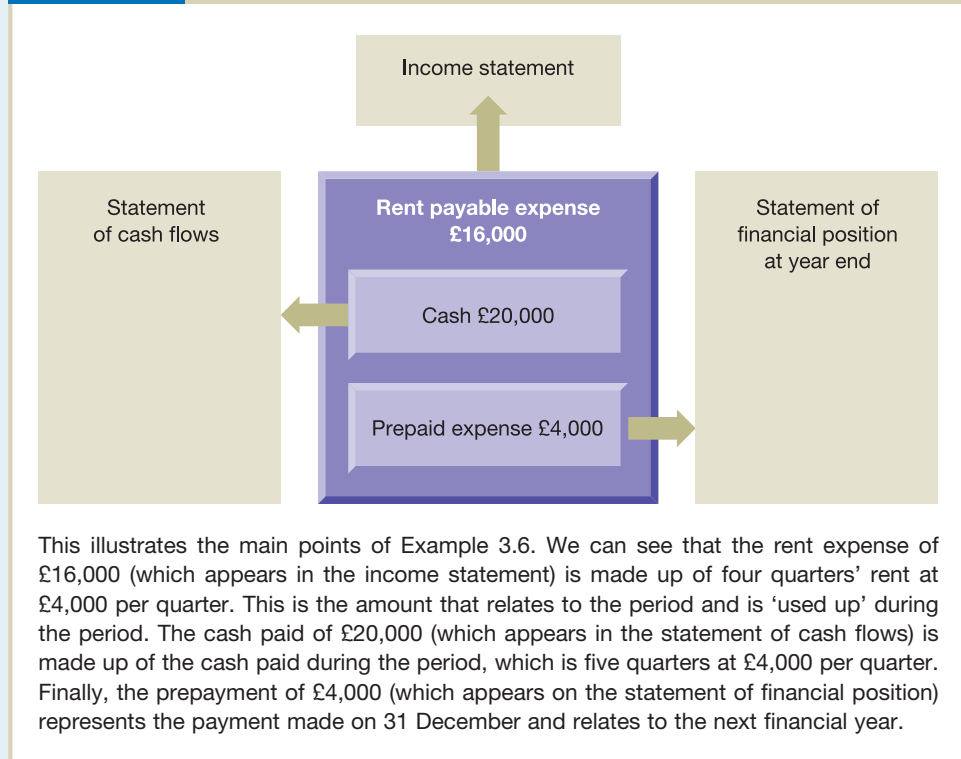 Income statement
Statement
of cash flows
Rent payable expense
£16,000
Cash £20,000
Prepaid expense £4,000
Statement of
financial position
at year end
This illustrates the main points of Example 3.6. We can see that the rent expense of
£16,000 (which appears in the income statement) is made up of four quarters’ rent at
£4,000 per quarter. This is the amount that relates to the period and is ‘used up’ during
the period. The cash paid of £20,000 (which appears in the statement of cash flows) is
made up of the cash paid during the period, which is five quarters at £4,000 per quarter.
Finally, the prepayment of £4,000 (which appears on the statement of financial position)
represents the payment made on 31 December and relates to the next financial year.